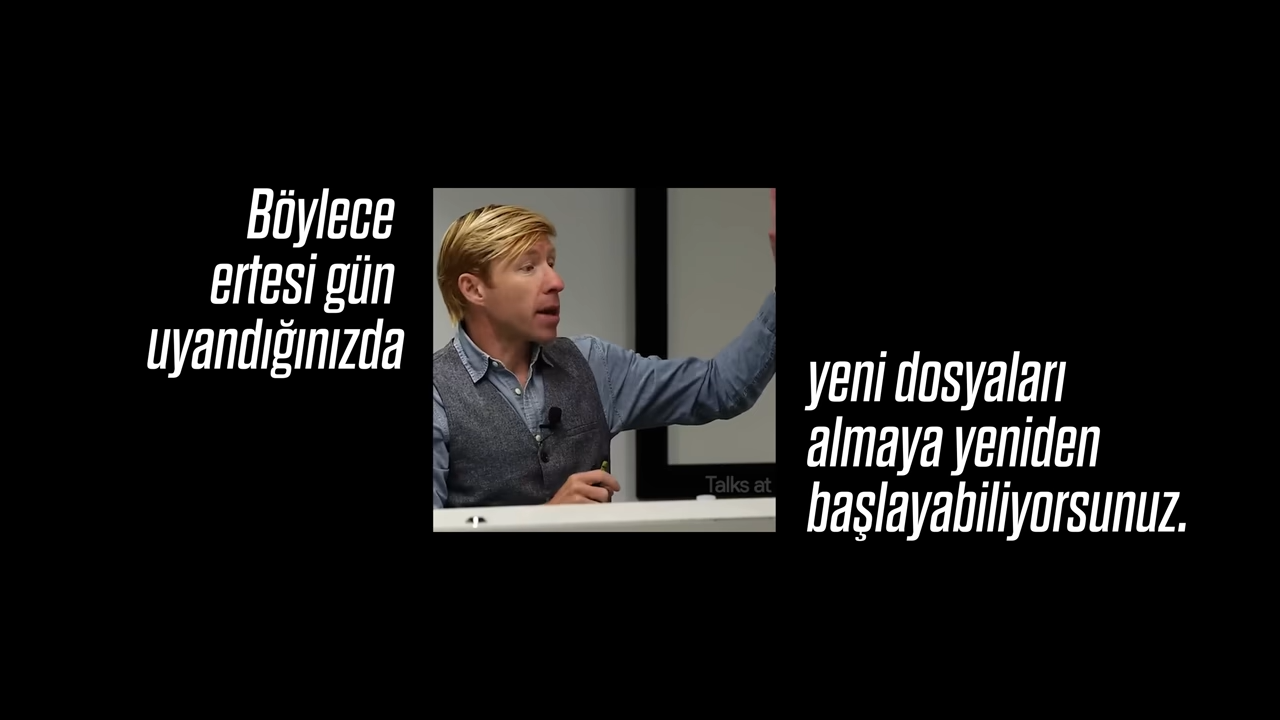 Böylece
ertesi gün
uyandığınızda
yeni dosyaları
almaya yeniden
başlayabiliyorsunuz.
Talks at